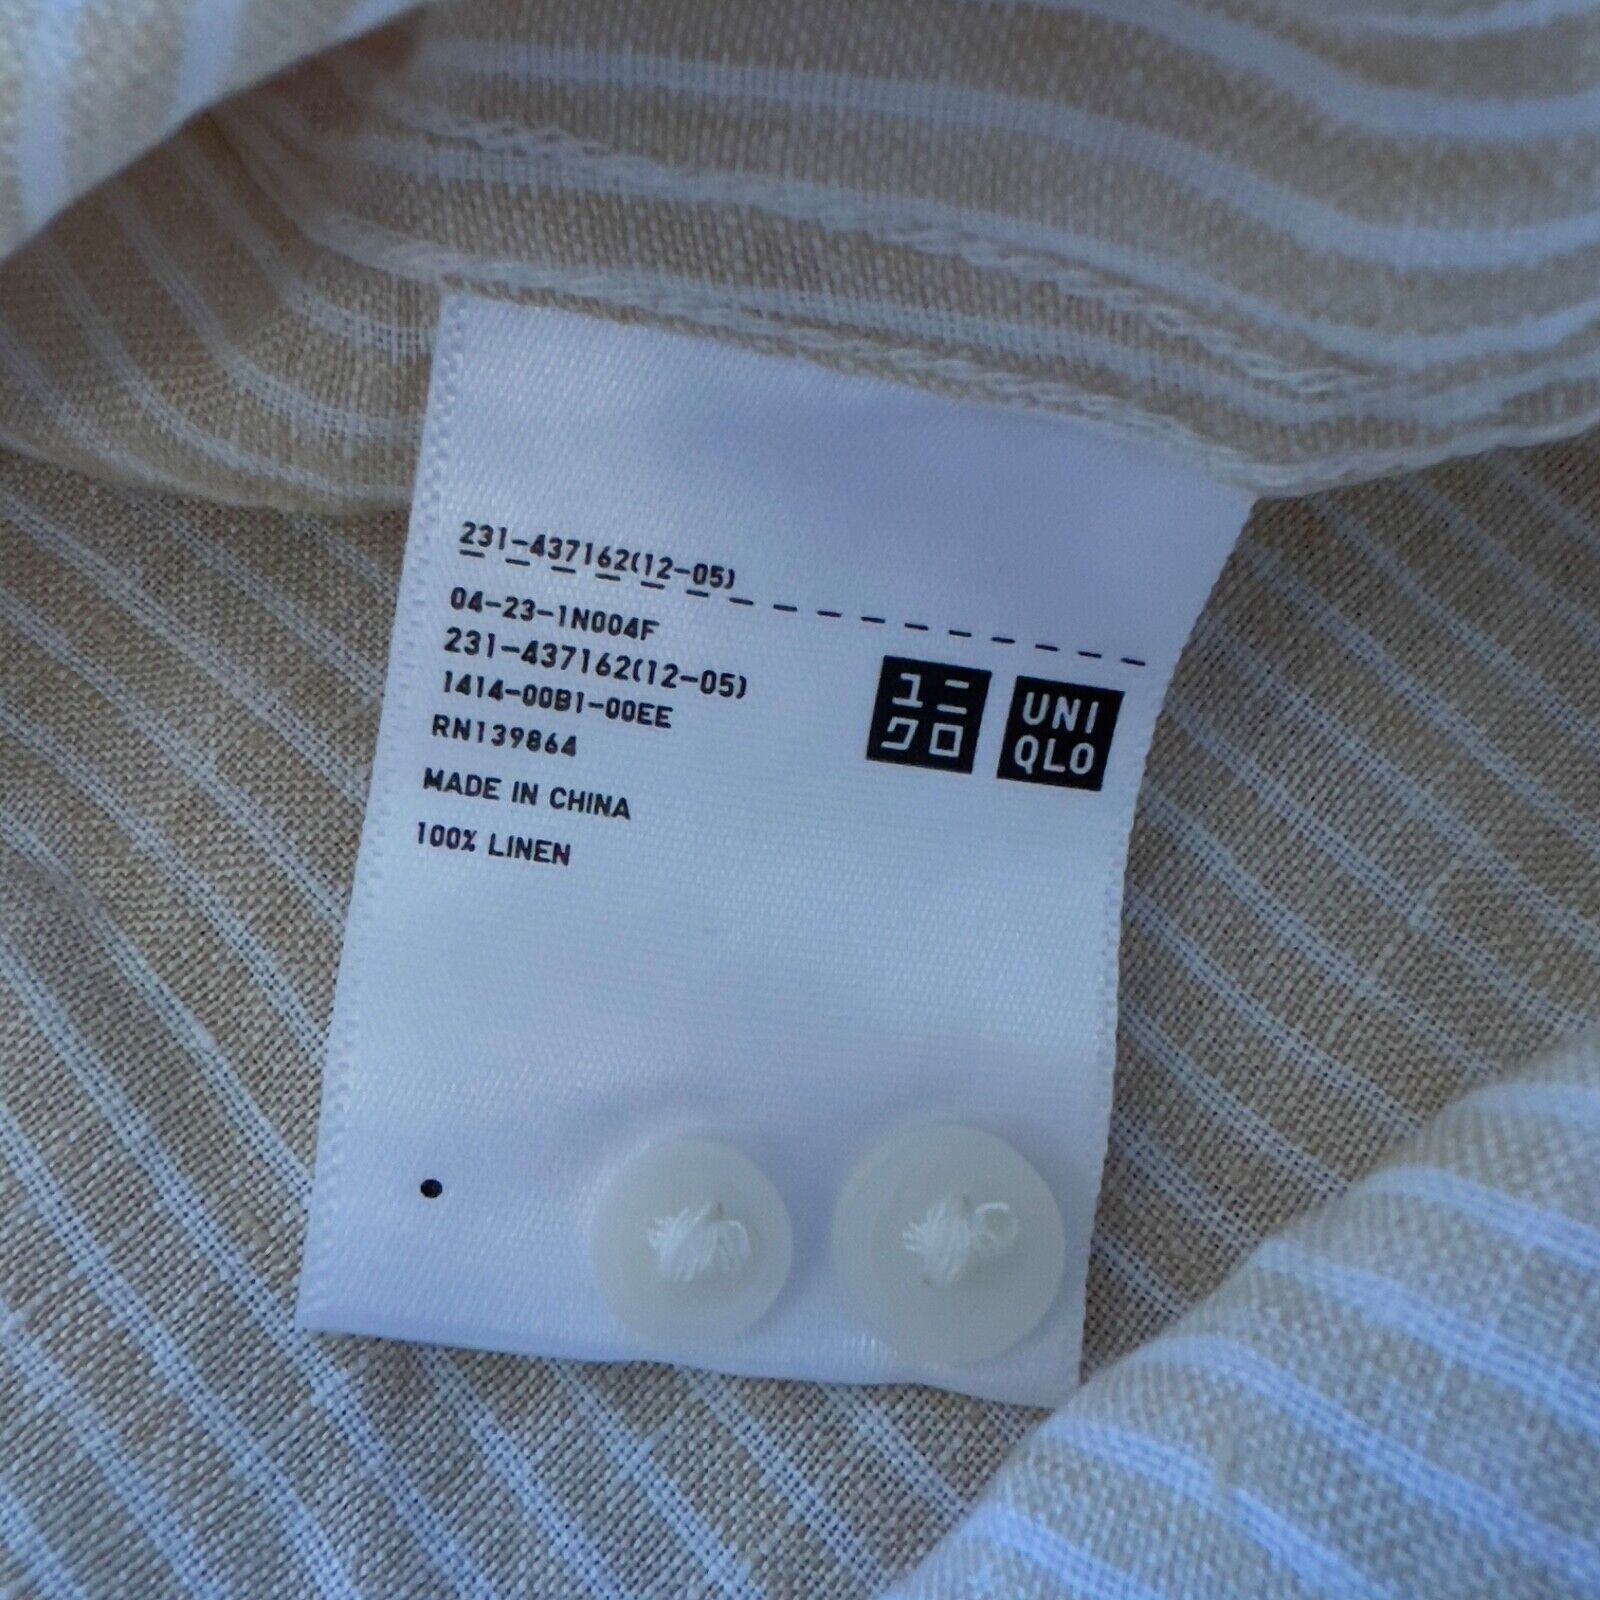 231-437162(12-05)
04-23-1N004F
231-437162(12-05)
1414-00B1-00EE
RN139864
MADE IN CHINA
100% LINEN
ユニ
クロ
UNI
QLO